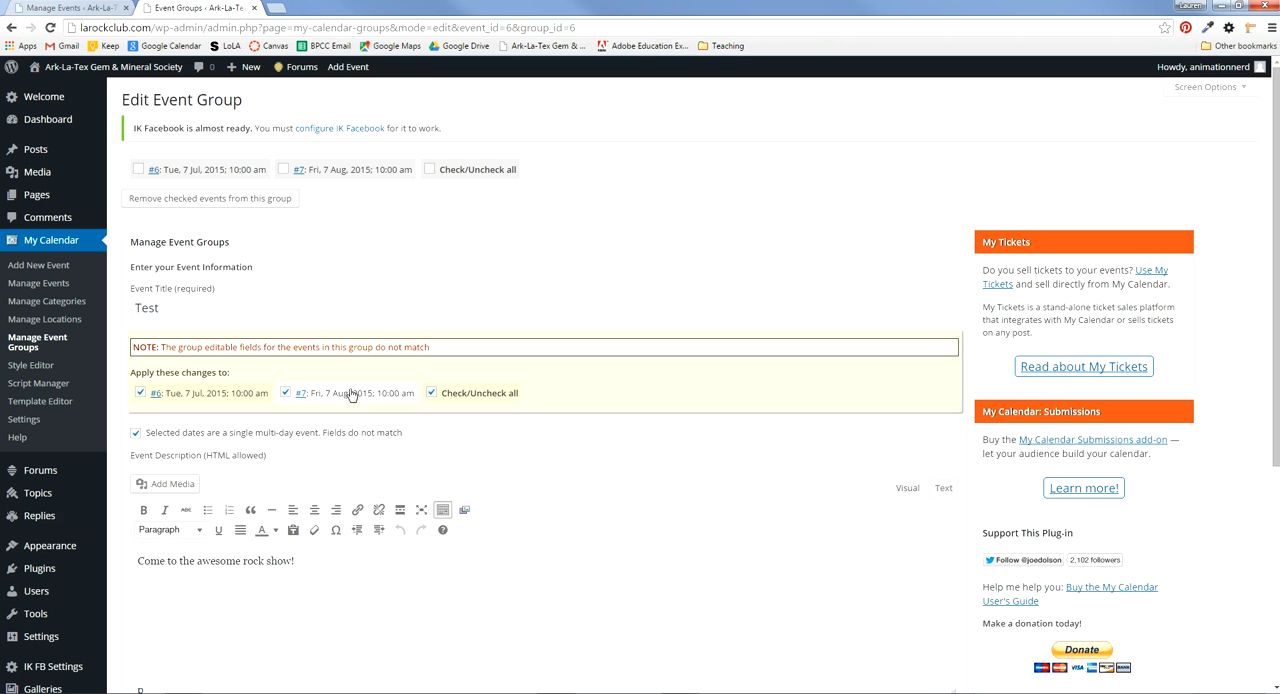 Manage Events ‹ Ark-La-T
Event Groups ‹ Ark-La-Te
Lauren
larockclub.com/wp-admin/admin.php?page=my-calendar-groups&mode=edit&event_id=6&group_id=6
Apps Gmail Keep Google Calendar LoLA Canvas BPCC Email Google Maps Google Drive Ark-La-Tex Gem & ... Adobe Education Ex... Teaching Other bookmarks
Ark-La-Tex Gem & Mineral Society 0 New Forums Add Event Howdy, animationnerd
Screen Options
Welcome
Dashboard
Posts
Media
Pages
Comments
My Calendar
Add New Event
Manage Events
Manage Categories
Manage Locations
Manage Event
Groups
Style Editor
Script Manager
Template Editor
Settings
Help
Forums
Topics
Replies
Appearance
Plugins
Users
Tools
Settings
IK FB Settings
Galleries
Edit Event Group
IK Facebook is almost ready. You must configure IK Facebook for it to work.
#6: Tue, 7 Jul, 2015; 10:00 am #7: Fri, 7 Aug, 2015; 10:00 am Check/Uncheck all
Remove checked events from this group
Manage Event Groups
Enter your Event Information
Event Title (required)
Test
NOTE: The group editable fields for the events in this group do not match
Apply these changes to:
#6: Tue, 7 Jul, 2015; 10:00 am #7: Fri, 7 Aug, 2015; 10:00 am Check/Uncheck all
Selected dates are a single multi-day event. Fields do not match
Event Description (HTML allowed)
Add Media
Visual Text
B I ABC
Paragraph U A
Come to the awesome rock show!
p
My Tickets
Do you sell tickets to your events? Use My
Tickets and sell directly from My Calendar.
My Tickets is a stand-alone ticket sales platform
that integrates with My Calendar or sells tickets
on any post.
Read about My Tickets
My Calendar: Submissions
Buy the My Calendar Submissions add-on —
let your audience build your calendar.
Learn more!
Support This Plug-in
Follow @joedolson 2,102 followers
Help me help you: Buy the My Calendar
User's Guide
Make a donation today!
Donate
VISA